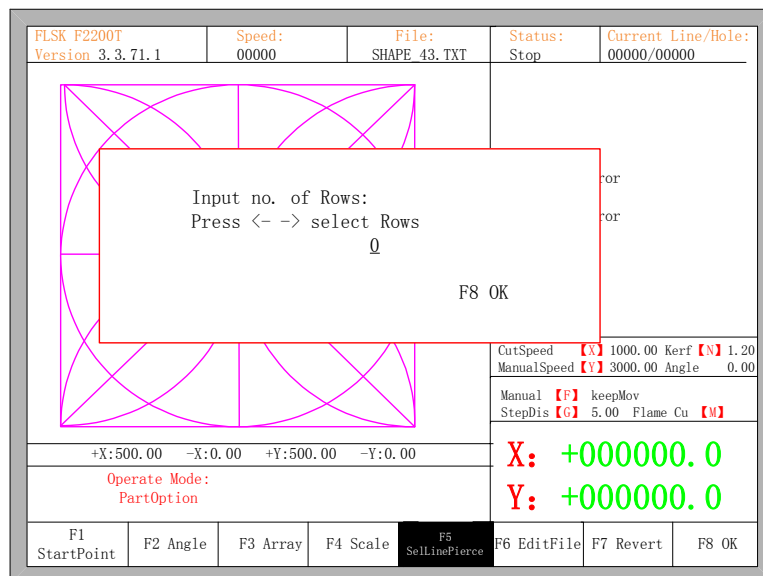 FLSK F2200T
Version 3.3.71.1
Speed:
00000
File:
SHAPE_43.TXT
Status:
Stop
Current Line/Hole:
00000/00000
Input no. of Rows:
Press <- -> select Rows
0
F8 OK
ror
ror
CutSpeed 【X】 1000.00 Kerf【N】 1.20
ManualSpeed【Y】 3000.00 Angle 0.00
Manual 【F】 keepMov
StepDis【G】 5.00 Flame Cu 【M】
+X:500.00 -X:0.00 +Y:500.00 -Y:0.00
Operate Mode:
PartOption
X: +000000.0
Y: +000000.0
F1
StartPoint
F2 Angle
F3 Array
F4 Scale
F5
SelLinePierce
F6 EditFile
F7 Revert
F8 OK